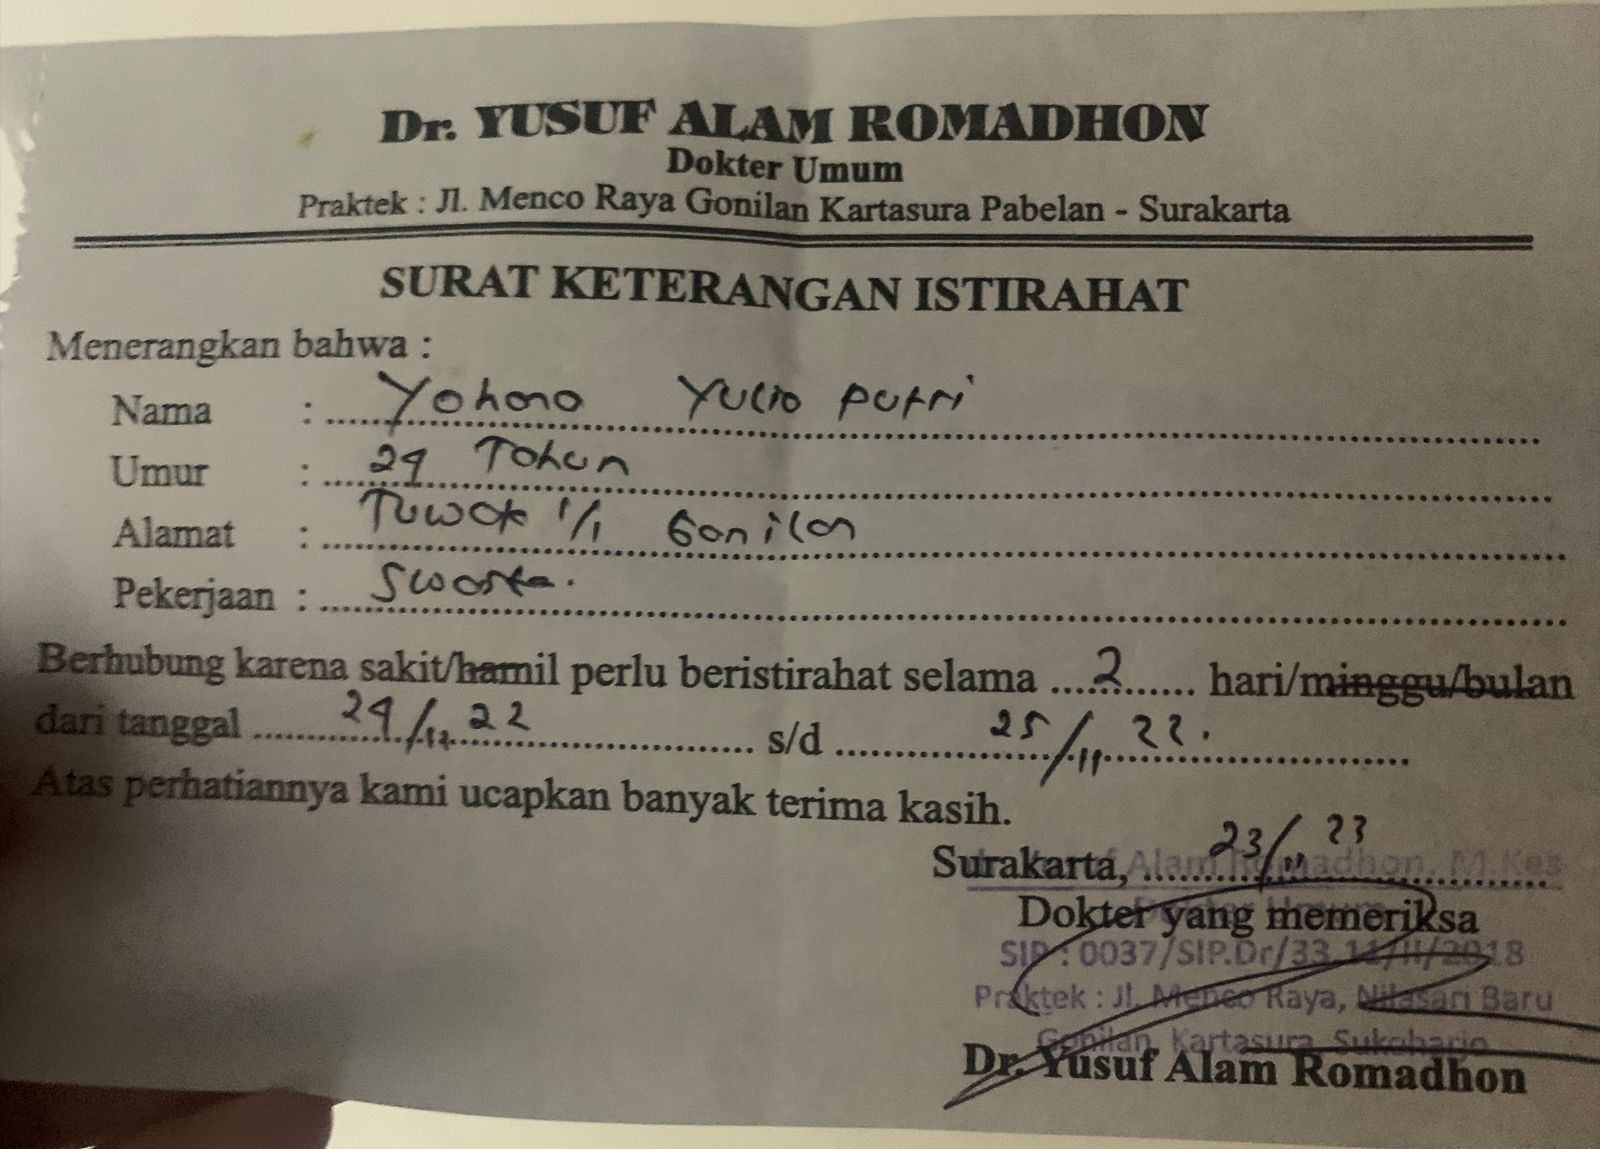 Dr. YUSUF ALAM ROMADHON
Dokter Umum
Praktek : Jl. Menco Raya Gonilan Kartasura Pabelan - Surakarta
SURAT KETERANGAN ISTIRAHAT
Menerangkan bahwa :
Nama : Yohana Yulia Putri
Umur : 29 Tahun
Alamat : Tuwak 1/1 Gonilan
Pekerjaan : Swasta.
Berhubung karena sakit/hamil perlu beristirahat selama 2 hari/minggu/bulan
dari tanggal 24/ 22 s/d 25/11 22.
Atas perhatiannya kami ucapkan banyak terima kasih.
Surakarta, 23/11 23
Alam Romadhon, M.Kes
Dokter yang memeriksa
Dokter Umum
SIP : 0037/SIP.Dr/33.11/II/2018
Praktek : Jl. Menco Raya, Nilasari Baru
Gonilan, Kartasura, Sukoharjo
Dr. Yusuf Alam Romadhon